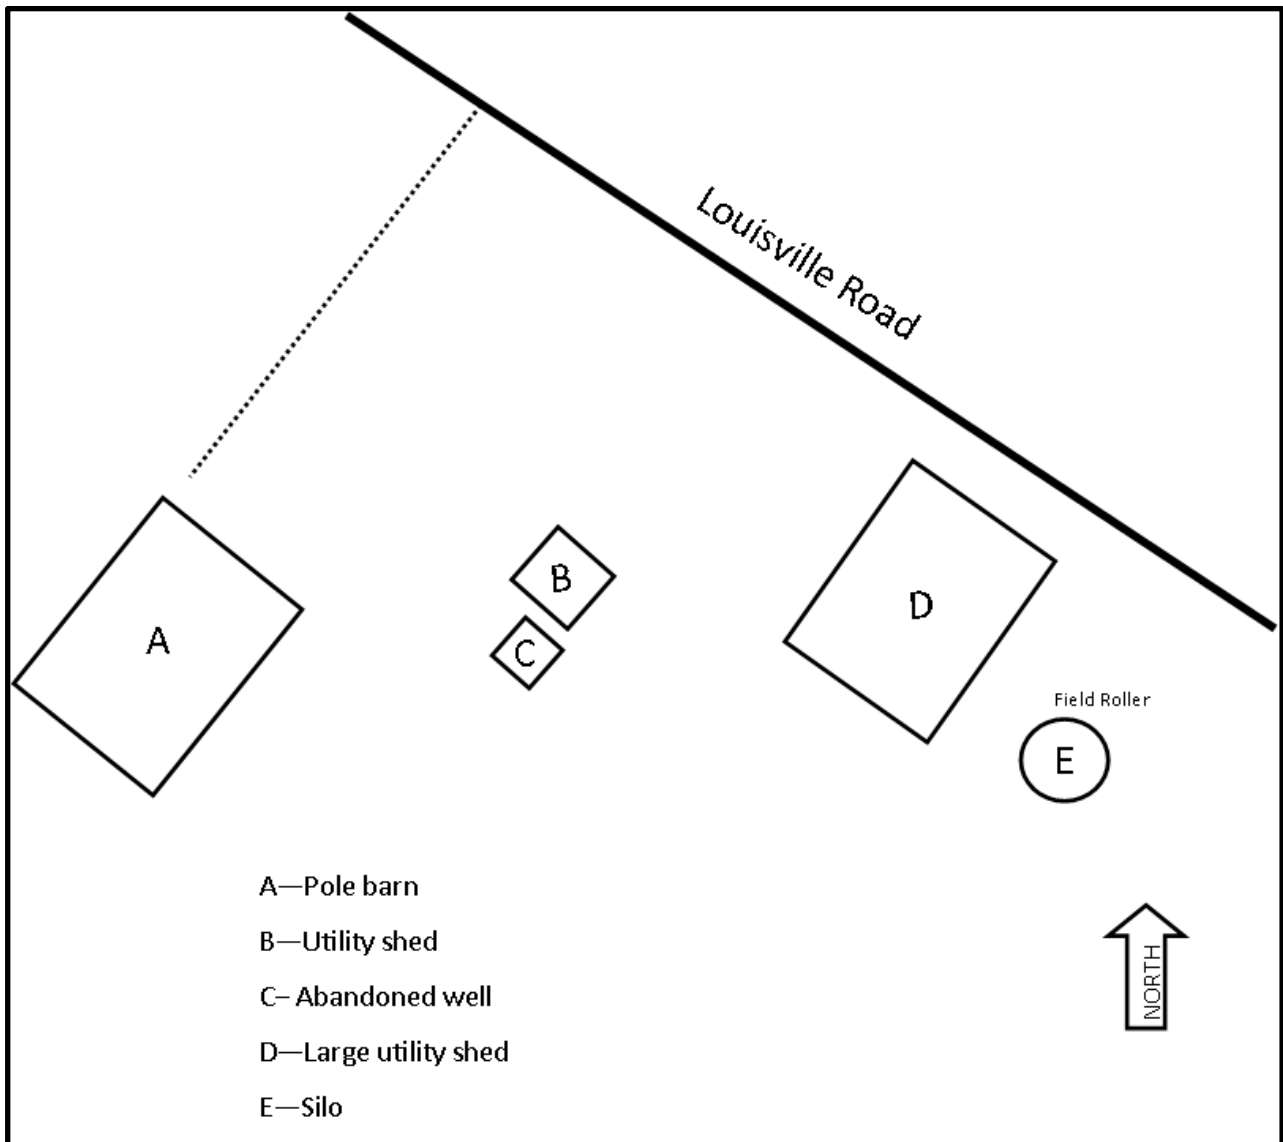 Louisville Road
A
B
C
D
Field Roller
E
A—Pole barn
B—Utility shed
C– Abandoned well
D—Large utility shed
E—Silo
NORTH